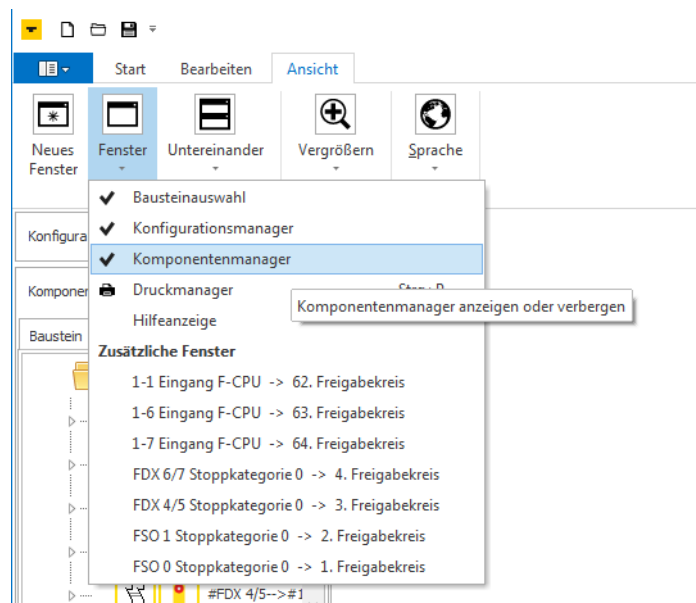 Start Bearbeiten Ansicht
Neues Fenster Untereinander Vergrößern Sprache
Fenster
Bausteinauswahl
Konfigura
Konfigurationsmanager
Komponentenmanager
Komponen
Druckmanager
Komponentenmanager anzeigen oder verbergen
Hilfeanzeige
Baustein
Zusätzliche Fenster
1-1 Eingang F-CPU -> 62. Freigabekreis
1-6 Eingang F-CPU -> 63. Freigabekreis
1-7 Eingang F-CPU -> 64. Freigabekreis
FDX 6/7 Stoppkategorie 0 -> 4. Freigabekreis
FDX 4/5 Stoppkategorie 0 -> 3. Freigabekreis
FSO 1 Stoppkategorie 0 -> 2. Freigabekreis
FSO 0 Stoppkategorie 0 -> 1. Freigabekreis
#FDX 4/5-->#1